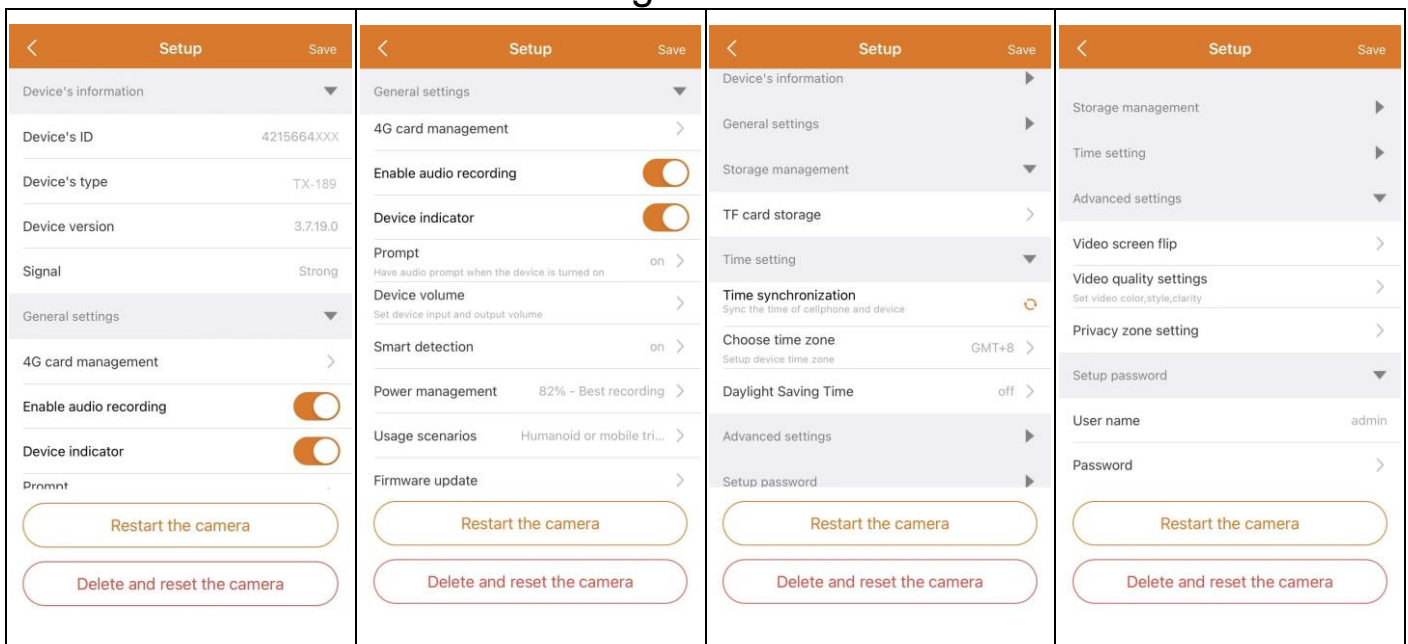 Setup
Save
Device's information
Device's ID
4215664XXX
Device's type
TX-189
Device version
3.7.19.0
Signal
Strong
General settings
4G card management
Enable audio recording
Device indicator
Prompt
Restart the camera
Delete and reset the camera
Setup
Save
General settings
4G card management
Enable audio recording
Device indicator
Prompt
on
Have audio prompt when the device is turned on
Device volume
Set device input and output volume
Smart detection
on
Power management
82% - Best recording
Usage scenarios
Humanoid or mobile tri...
Firmware update
Restart the camera
Delete and reset the camera
Setup
Save
Device's information
General settings
Storage management
TF card storage
Time setting
Time synchronization
Sync the time of cellphone and device
Choose time zone
GMT+8
Setup device time zone
Daylight Saving Time
off
Advanced settings
Setup password
Restart the camera
Delete and reset the camera
Setup
Save
Storage management
Time setting
Advanced settings
Video screen flip
Video quality settings
Set video color,style,clarity
Privacy zone setting
Setup password
User name
admin
Password
Restart the camera
Delete and reset the camera